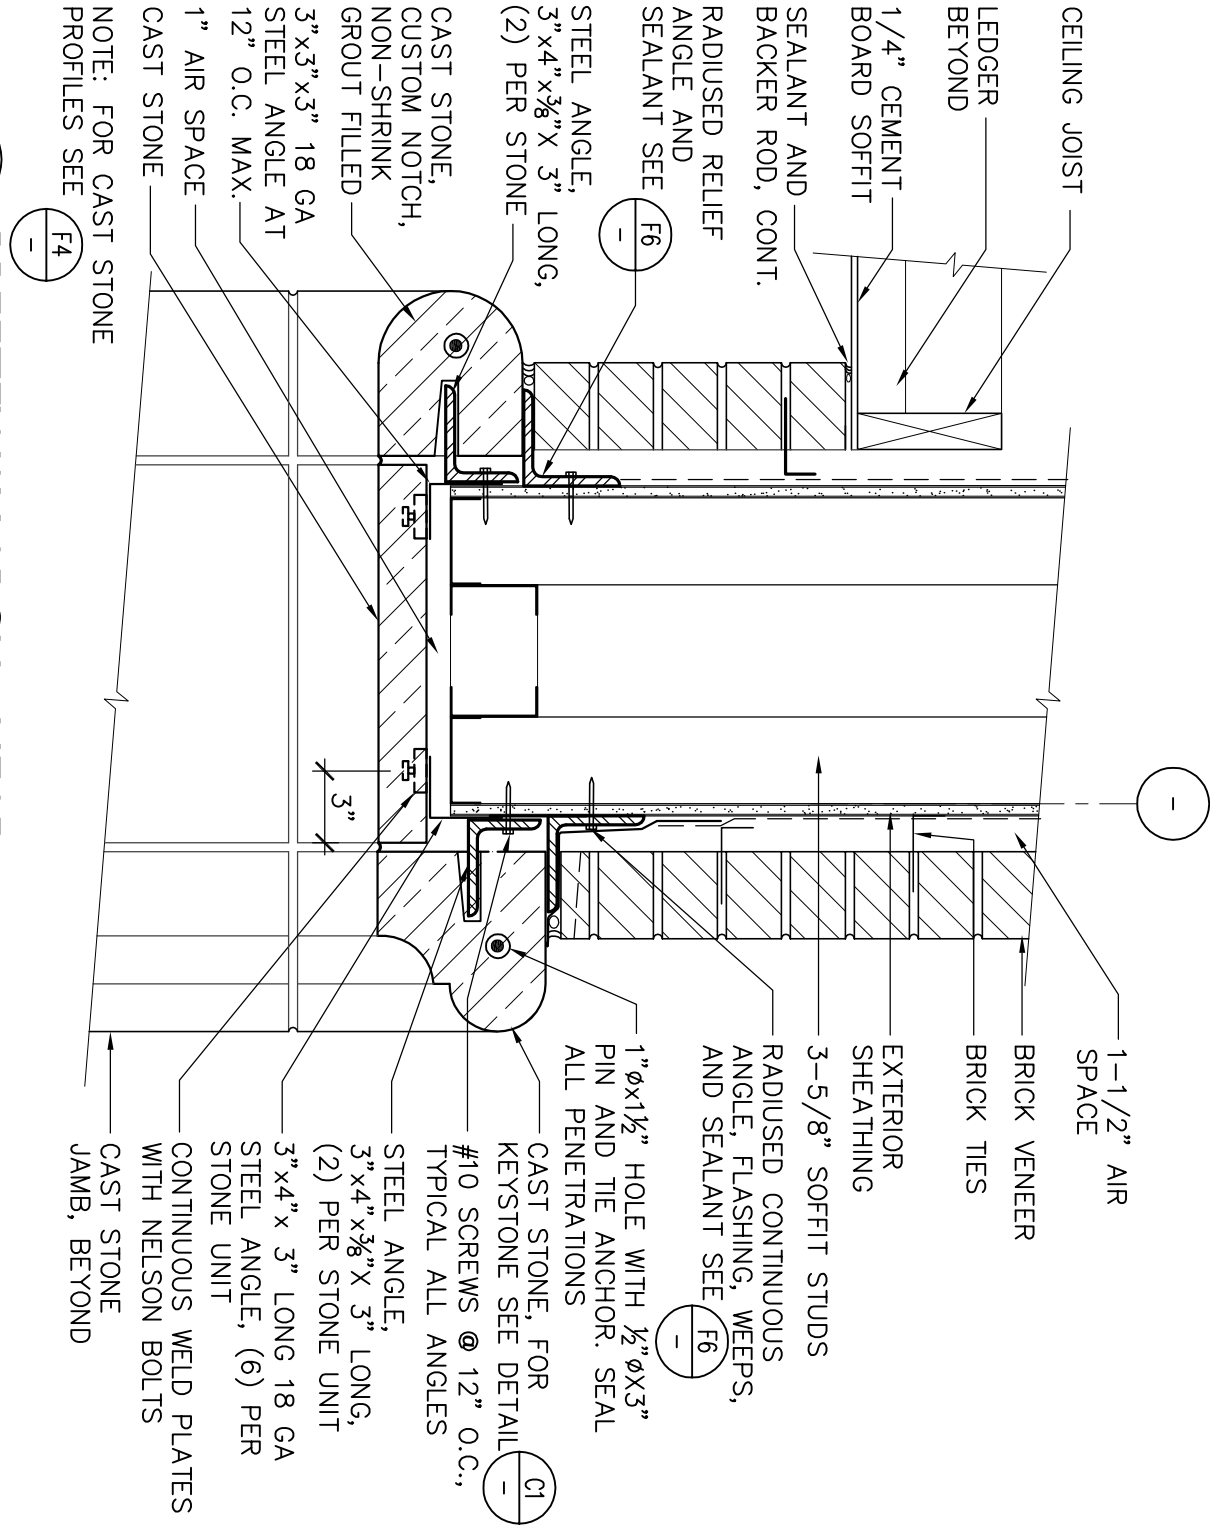 CEILING JOIST
LEDGER
BEYOND
1/4" CEMENT
BOARD SOFFIT
SEALANT AND
BACKER ROD, CONT.
RADIUSED RELIEF
ANGLE AND
SEALANT SEE
F6
-
STEEL ANGLE,
3"x4"x⅜"X 3" LONG,
(2) PER STONE
CAST STONE,
CUSTOM NOTCH,
NON-SHRINK
GROUT FILLED
3"x3"x3" 18 GA
STEEL ANGLE AT
12" O.C. MAX.
1" AIR SPACE
CAST STONE
NOTE: FOR CAST STONE
PROFILES SEE
F4
-
3"
-
1-1/2" AIR
SPACE
BRICK VENEER
BRICK TIES
EXTERIOR
SHEATHING
3-5/8" SOFFIT STUDS
RADIUSED CONTINUOUS
ANGLE, FLASHING, WEEPS,
AND SEALANT SEE
F6
-
1"øx1½" HOLE WITH ½"øX3"
PIN AND TIE ANCHOR. SEAL
ALL PENETRATIONS
CAST STONE, FOR
KEYSTONE SEE DETAIL
C1
-
#10 SCREWS @ 12" O.C.,
TYPICAL ALL ANGLES
STEEL ANGLE,
3"x4"x⅜"X 3" LONG,
(2) PER STONE UNIT
3"x4"x 3" LONG 18 GA
STEEL ANGLE, (6) PER
STONE UNIT
CONTINUOUS WELD PLATES
WITH NELSON BOLTS
CAST STONE
JAMB, BEYOND